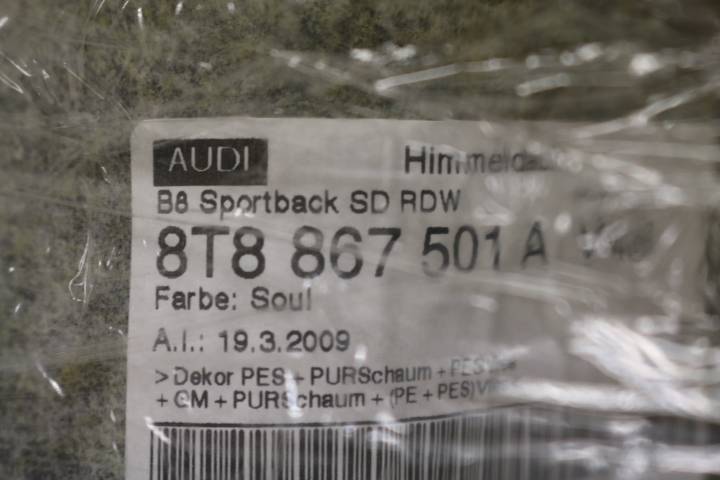 AUDI
B8 Sportback SD RDW
8T8 867 501 A
Farbe: Soul
A.I.: 19.3.2009
> Dekor PES + PURSchaum + PES
+ GM + PURSchaum + (PE + PES)